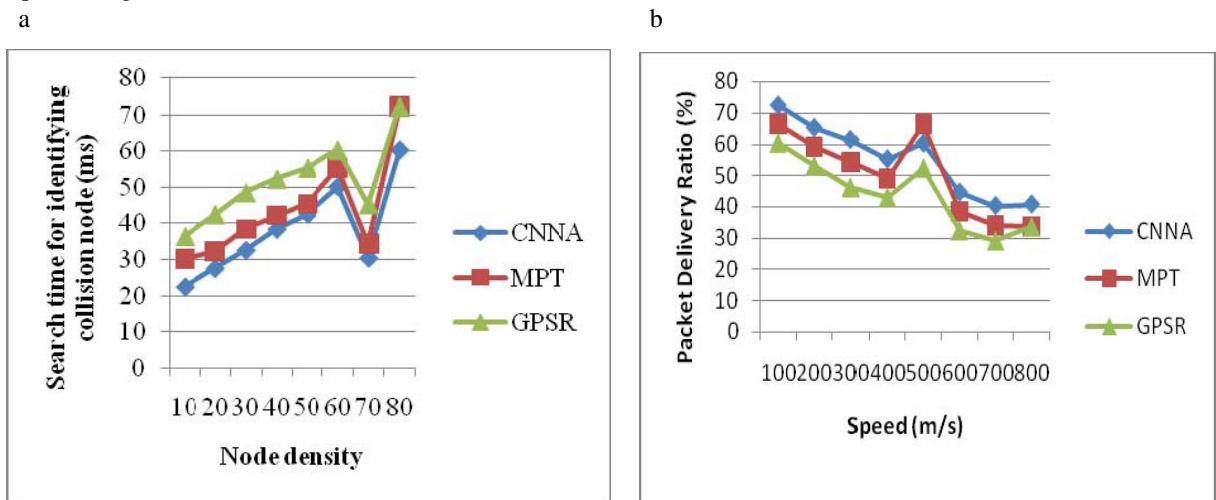 a
b
80
70
60
50
40
30
20
10
0
Search time for identifying
collision node (ms)
10 20 30 40 50 60 70 80
Node density
CNNA
MPT
GPSR
80
70
60
50
40
30
20
10
0
Packet Delivery Ratio (%)
100200300400500600700800
Speed (m/s)
CNNA
MPT
GPSR